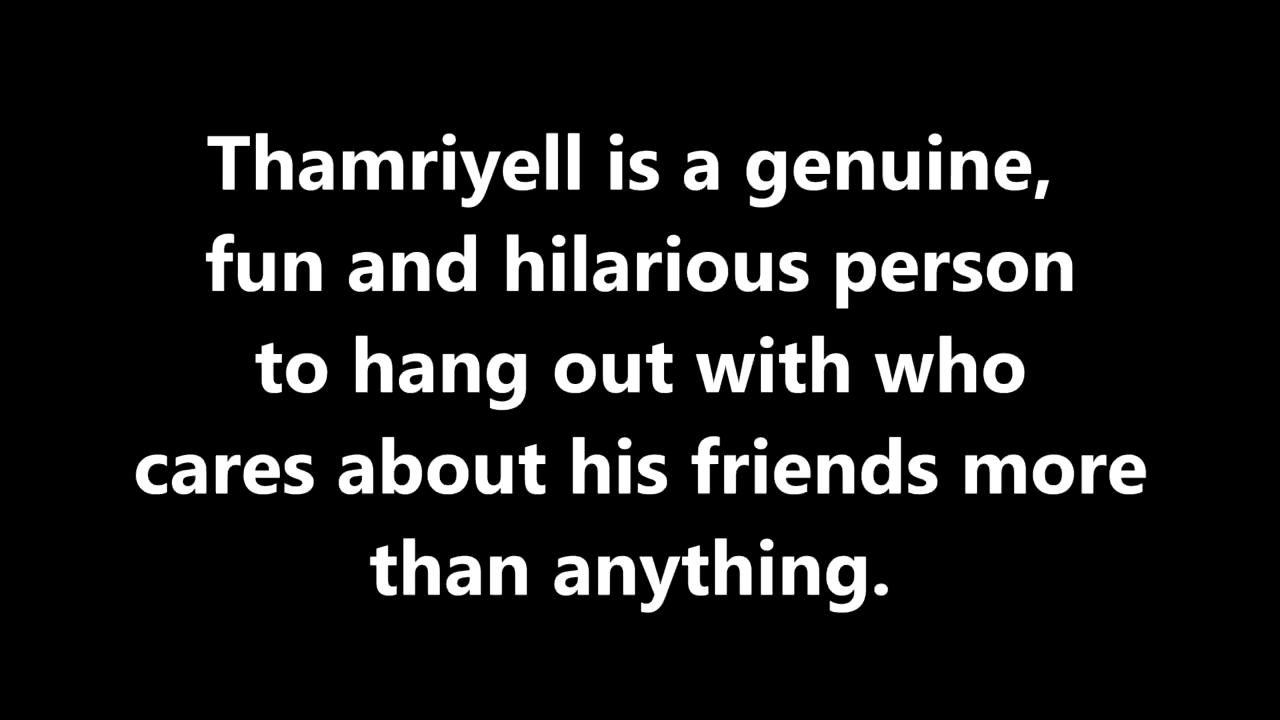 Thamriyell is a genuine,
fun and hilarious person
to hang out with who
cares about his friends more
than anything.